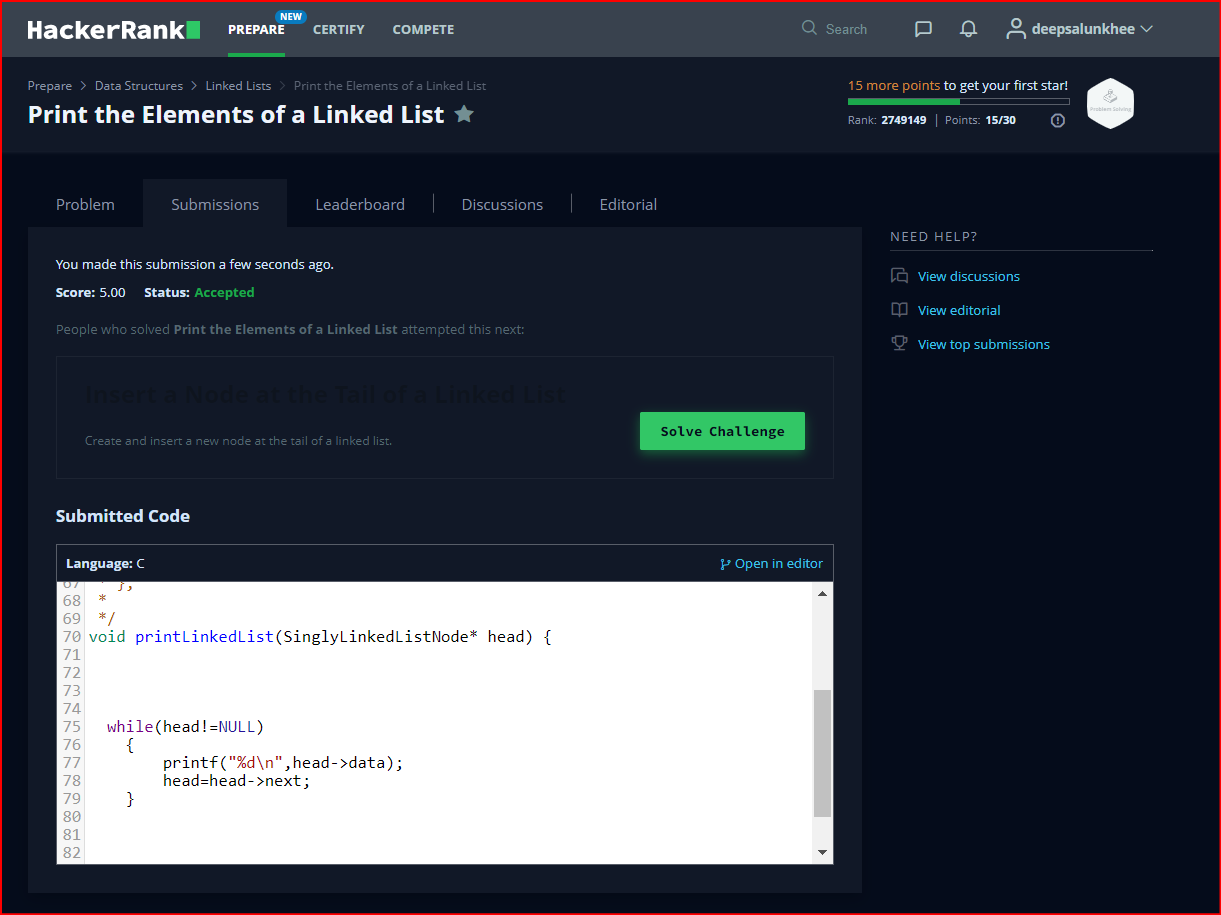 HackerRank
PREPARE NEW CERTIFY COMPETE Search deepsalunkhee
Prepare > Data Structures > Linked Lists > Print the Elements of a Linked List
Print the Elements of a Linked List
15 more points to get your first star!
Rank: 2749149 | Points: 15/30
Problem Solving
Problem Submissions Leaderboard Discussions Editorial
You made this submission a few seconds ago.
Score: 5.00 Status: Accepted
People who solved Print the Elements of a Linked List attempted this next:
Insert a Node at the Tail of a Linked List
Create and insert a new node at the tail of a linked list.
Solve Challenge
Submitted Code
Language: C Open in editor
67 * };
68 *
69 */
70 void printLinkedList(SinglyLinkedListNode* head) {
71
72
73
74
75 while(head!=NULL)
76 {
77 printf("%d\n",head->data);
78 head=head->next;
79 }
80
81
82
NEED HELP?
View discussions
View editorial
View top submissions